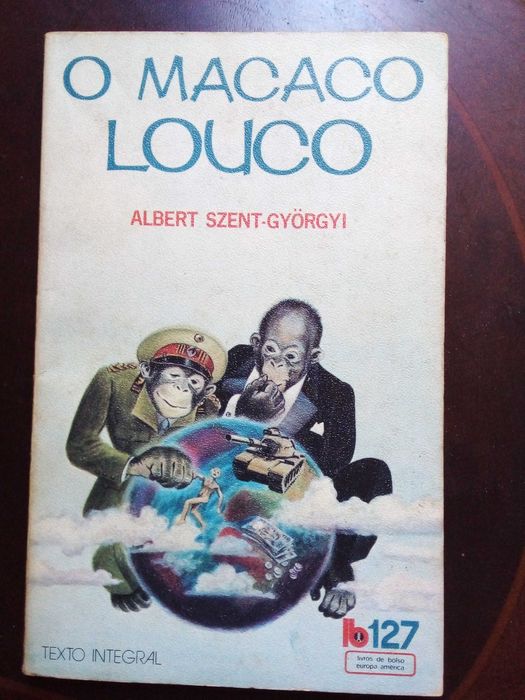 O MACACO
LOUCO
ALBERT SZENT-GYÖRGYI
TEXTO INTEGRAL
lb127
livros de bolso
europa américa